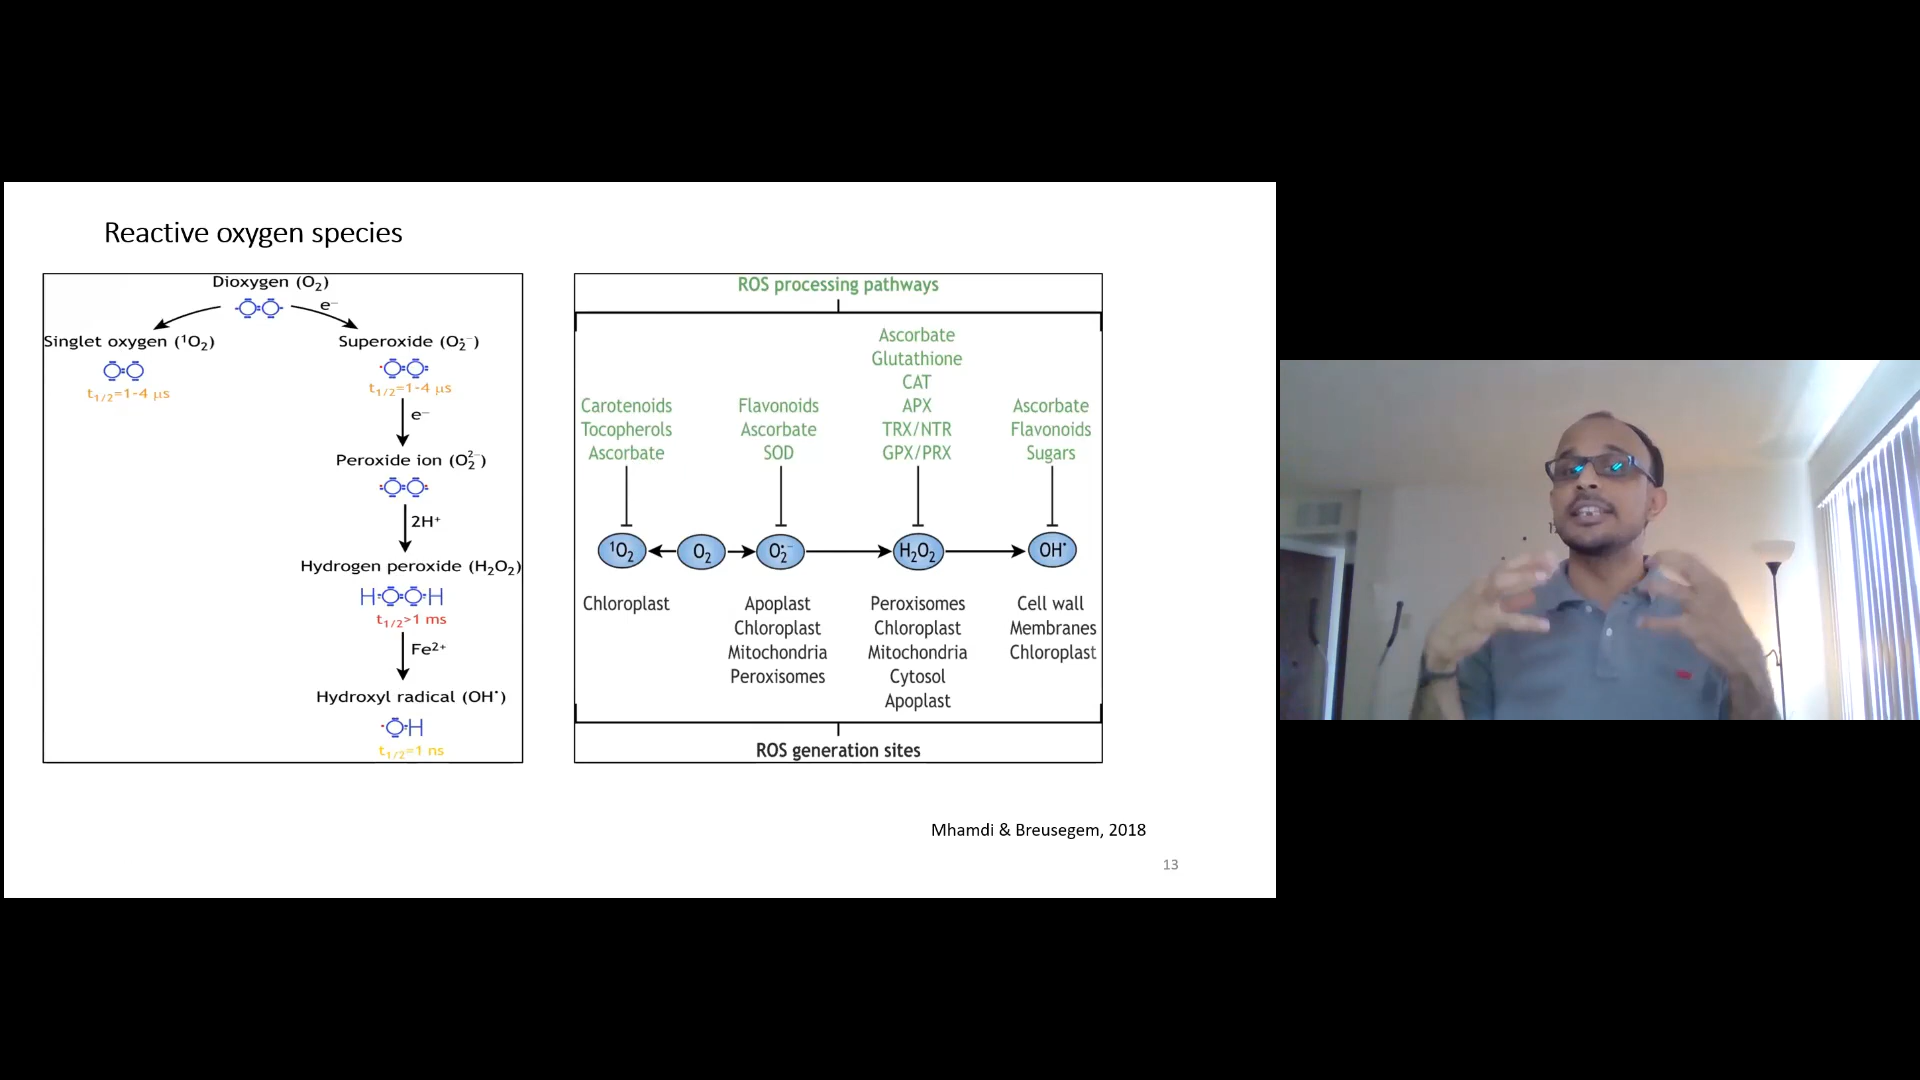 Reactive oxygen species
Dioxygen (O₂)
e⁻
Singlet oxygen (¹O₂)
t₁/₂=1-4 μs
Superoxide (O₂•⁻)
t₁/₂=1-4 μs
e⁻
Peroxide ion (O₂²⁻)
2H⁺
Hydrogen peroxide (H₂O₂)
H O O H
t₁/₂>1 ms
Fe²⁺
Hydroxyl radical (OH•)
O H
t₁/₂=1 ns
ROS processing pathways
Carotenoids
Tocopherols
Ascorbate
Flavonoids
Ascorbate
SOD
Ascorbate
Glutathione
CAT
APX
TRX/NTR
GPX/PRX
Ascorbate
Flavonoids
Sugars
¹O₂ O₂ O₂•⁻ H₂O₂ OH•
Chloroplast
Apoplast
Chloroplast
Mitochondria
Peroxisomes
Peroxisomes
Chloroplast
Mitochondria
Cytosol
Apoplast
Cell wall
Membranes
Chloroplast
ROS generation sites
Mhamdi & Breusegem, 2018
13